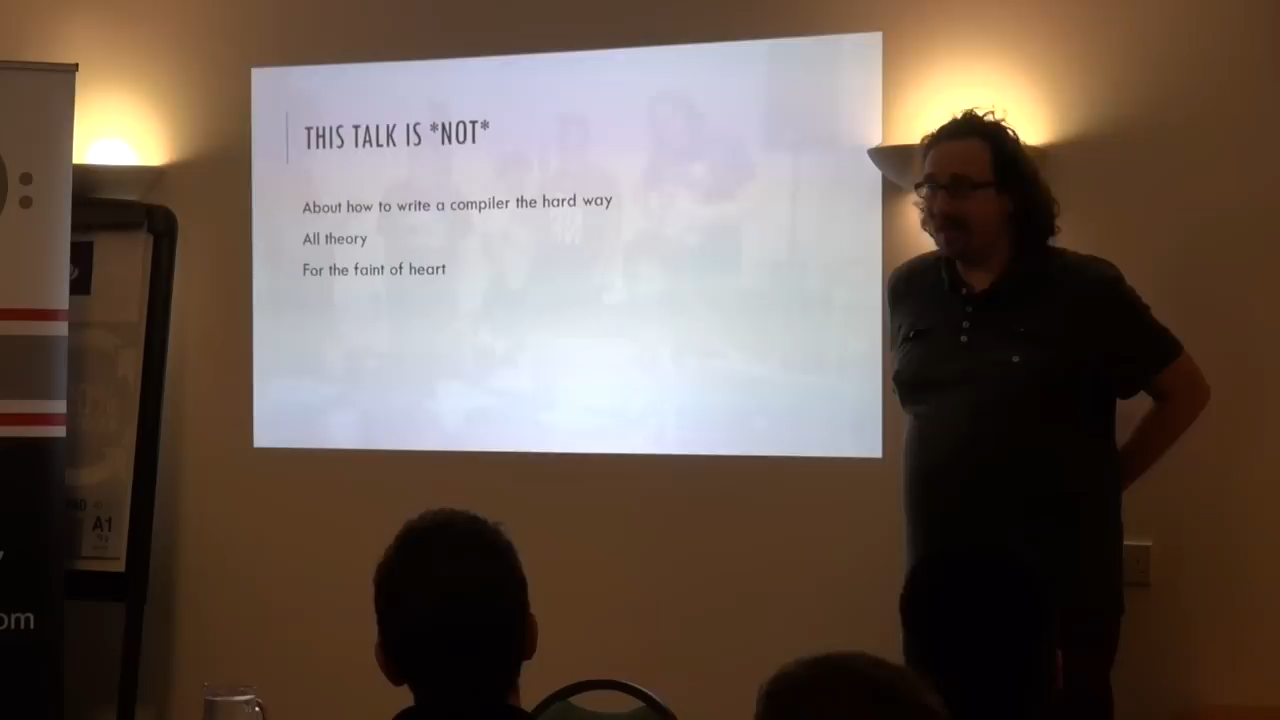 THIS TALK IS *NOT*
About how to write a compiler the hard way
All theory
For the faint of heart
A1
om